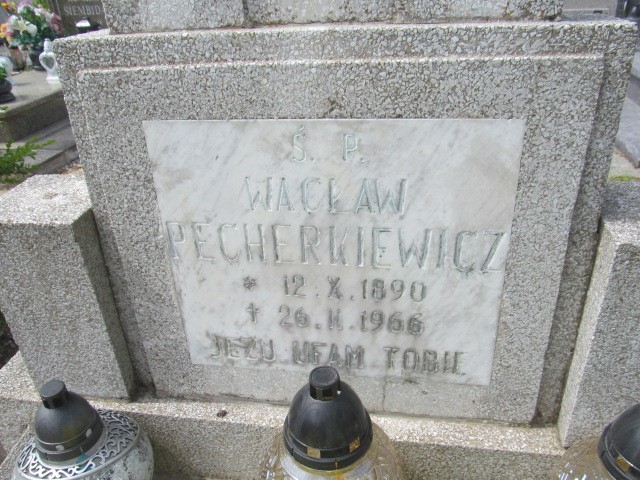 Ś. P.
WACŁAW
PECHERKIEWICZ
* 12.X.1890
† 26.II.1966
JEZU UFAM TOBIE